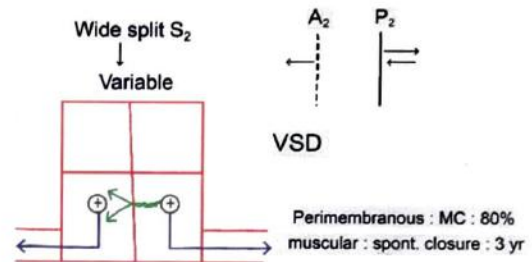 Wide split S₂
Variable
A₂ P₂
VSD
+ +
Perimembranous : MC : 80%
muscular : spont. closure : 3 yr